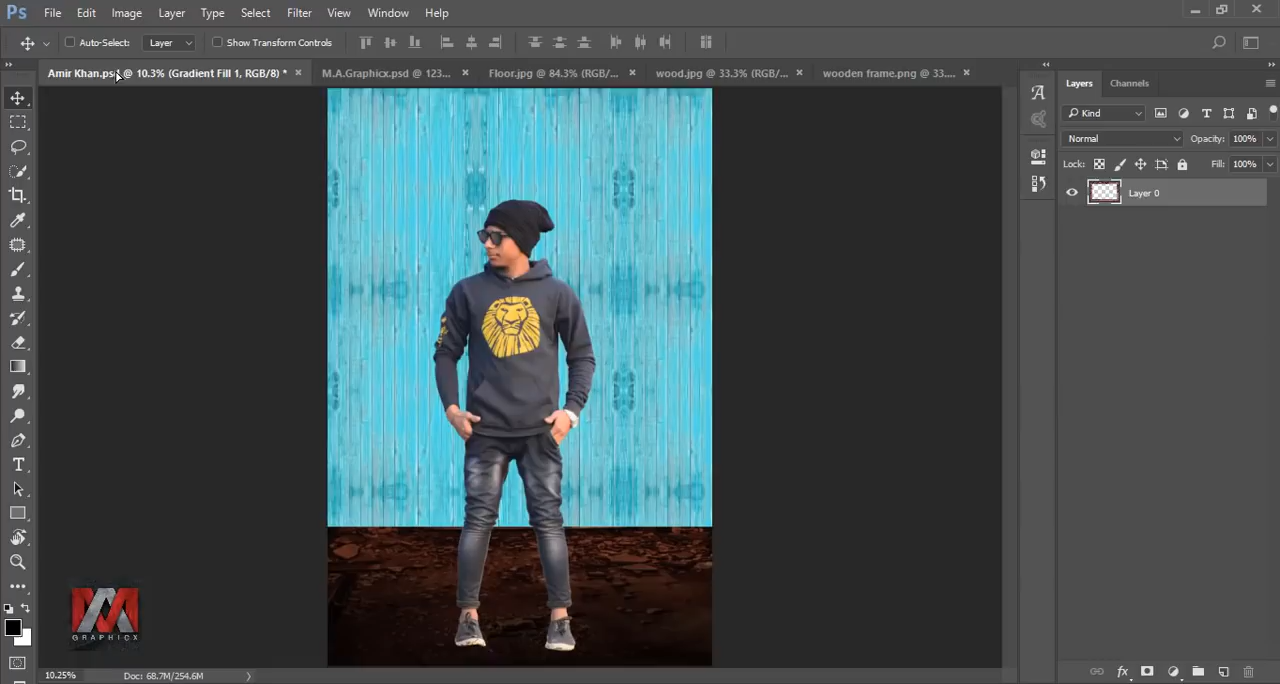 Ps File Edit Image Layer Type Select Filter View Window Help
Auto-Select: Layer Show Transform Controls
Amir Khan.psd @ 10.3% (Gradient Fill 1, RGB/8) * M.A.Graphicx.psd @ 123... Floor.jpg @ 84.3% (RGB/... wood.jpg @ 33.3% (RGB/... wooden frame.png @ 33....
Layers Channels
Kind
Normal Opacity: 100%
Lock: Fill: 100%
Layer 0
MA
GRAPHICX
10.25% Doc: 68.7M/254.6M